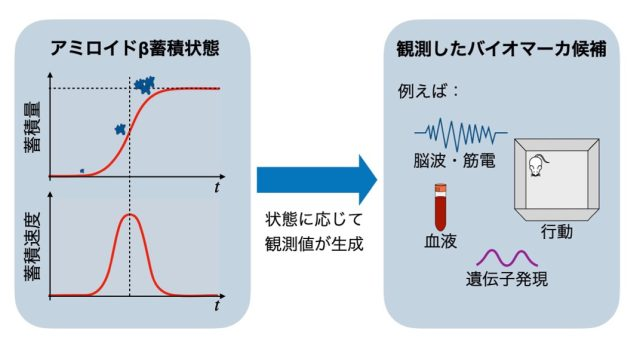 アミロイドβ蓄積状態
蓄積量
t
蓄積速度
t
状態に応じて
観測値が生成
観測したバイオマーカ候補
例えば：
脳波・筋電
血液
行動
遺伝子発現